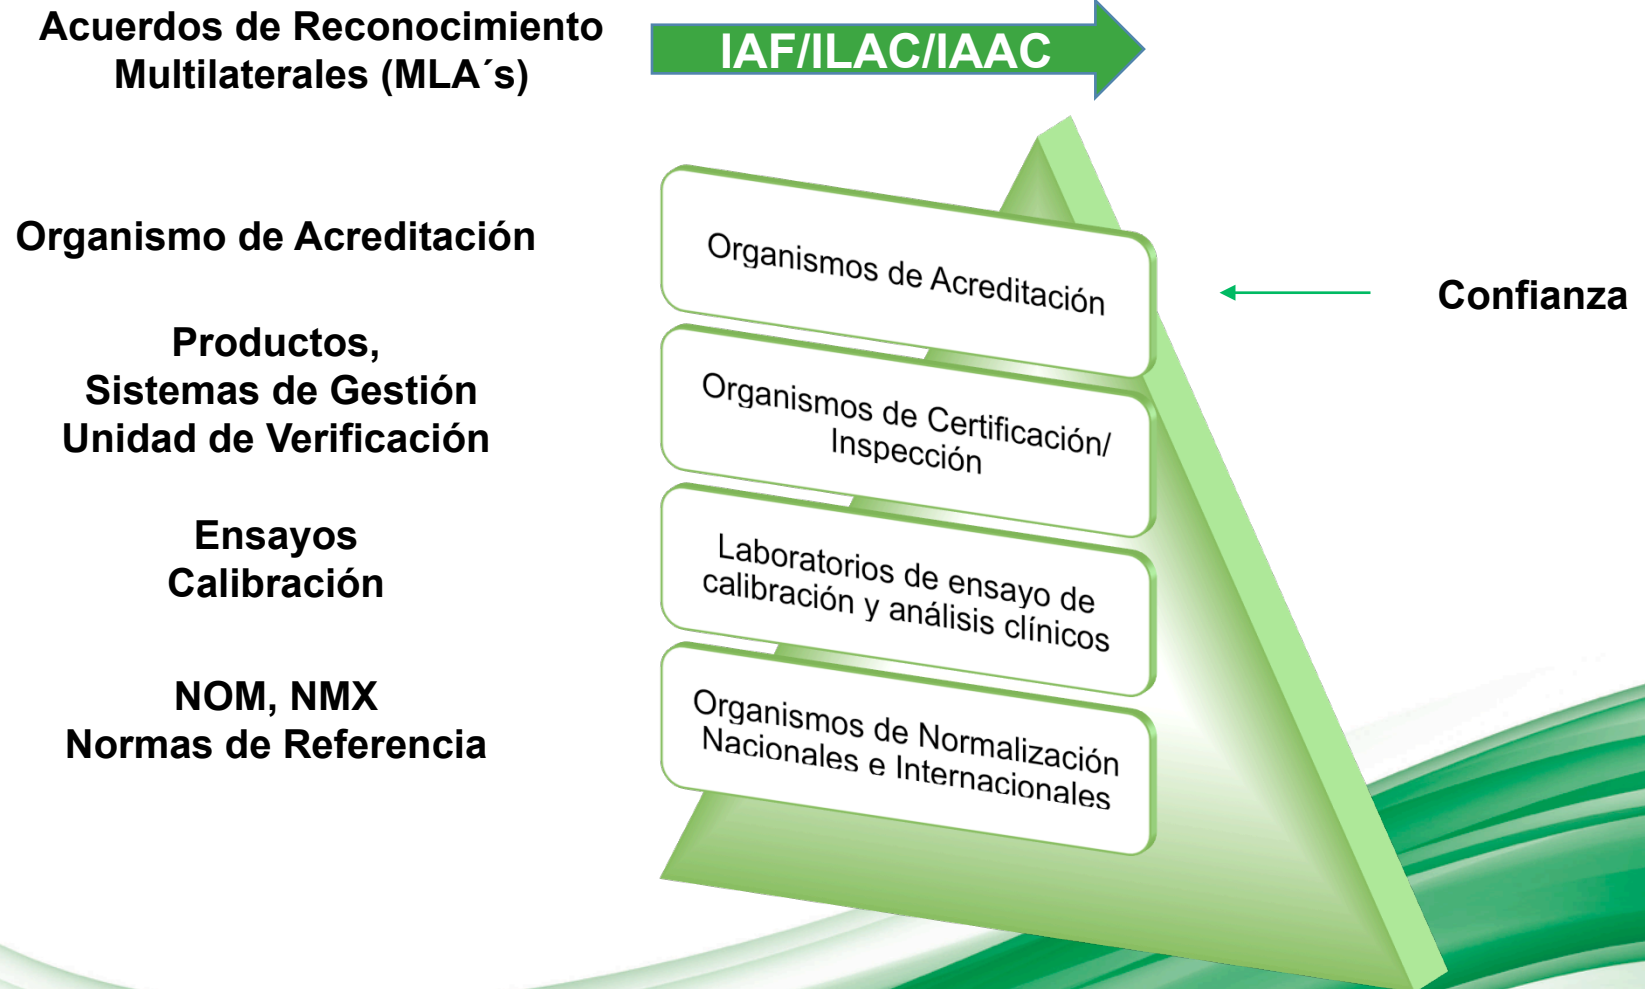 Acuerdos de Reconocimiento
Multilaterales (MLA´s)
IAF/ILAC/IAAC
Organismo de Acreditación
Organismos de Acreditación
Confianza
Productos,
Sistemas de Gestión
Unidad de Verificación
Organismos de Certificación/
Inspección
Ensayos
Calibración
Laboratorios de ensayo de
calibración y análisis clínicos
NOM, NMX
Normas de Referencia
Organismos de Normalización
Nacionales e Internacionales